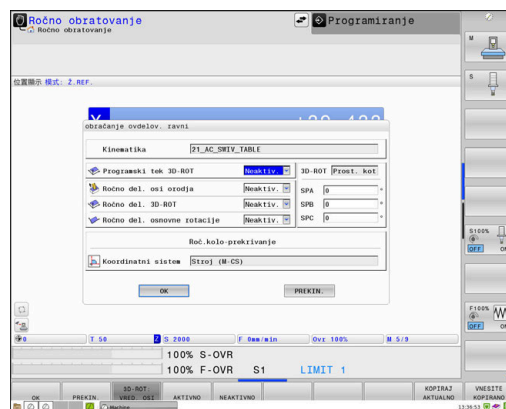 Ročno obratovanje
Ročno obratovanje
Programiranje
位置顯示 模式: Ž.REF.
obračanje ovdelov. ravni
Kinematika 21_AC_SWIV_TABLE
Programski tek 3D-ROT Neaktiv. 3D-ROT Prost. kot
Ročno del. osi orodja Neaktiv. SPA 0 °
Ročno del. 3D-ROT Neaktiv. SPB 0 °
Ročno del. osnovne rotacije Neaktiv. SPC 0 °
Roč.kolo-prekrivanje
Koordinatni sistem Stroj (M-CS)
OK PREKIN.
0 T 50 Z S 2000 F 0mm/min Ovr 100% M 5/9
100% S-OVR
100% F-OVR S1 LIMIT 1
M
S
S100%
OFF
F100%
OFF
OK PREKIN. 3D-ROT: VRED. OSI AKTIVNO NEAKTIVNO KOPIRAJ AKTUALNO VNESITE KOPIRANO
Machine